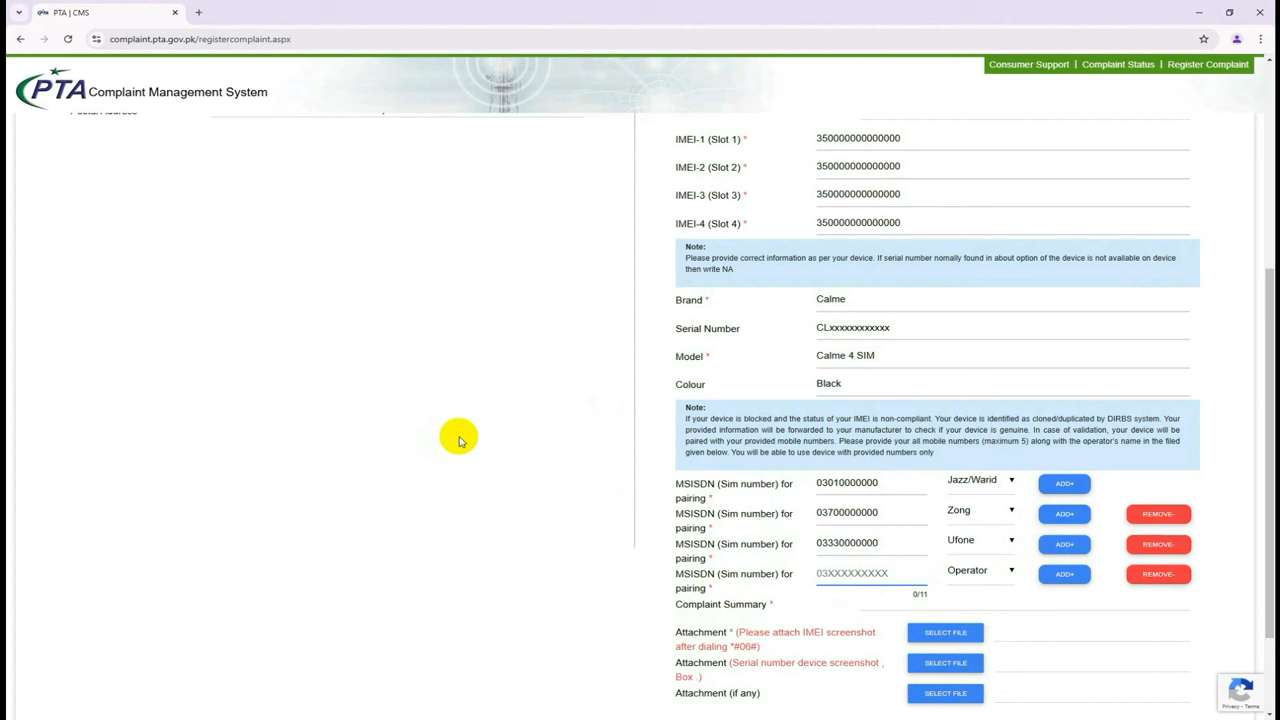 PTA | CMS
complaint.pta.gov.pk/registercomplaint.aspx
Consumer Support | Complaint Status | Register Complaint
PTA Complaint Management System
Postal Address
IMEI-1 (Slot 1) * 350000000000000
IMEI-2 (Slot 2) * 350000000000000
IMEI-3 (Slot 3) * 350000000000000
IMEI-4 (Slot 4) * 350000000000000
Note:
Please provide correct information as per your device. If serial number nomally found in about option of the device is not available on device
then write NA
Brand * Calme
Serial Number CLxxxxxxxxxxxx
Model * Calme 4 SIM
Colour Black
Note:
If your device is blocked and the status of your IMEI is non-compliant. Your device is identified as cloned/duplicated by DIRBS system. Your
provided information will be forwarded to your manufacturer to check if your device is genuine. In case of validation, your device will be
paired with your provided mobile numbers. Please provide your all mobile numbers (maximum 5) along with the operator's name in the filed
given below. You will be able to use device with provided numbers only
MSISDN (Sim number) for 03010000000 Jazz/Warid ADD+
pairing *
MSISDN (Sim number) for 03700000000 Zong ADD+ REMOVE-
pairing *
MSISDN (Sim number) for 03330000000 Ufone ADD+ REMOVE-
pairing *
MSISDN (Sim number) for 03XXXXXXXXX Operator ADD+ REMOVE-
pairing *
0/11
Complaint Summary *
Attachment * (Please attach IMEI screenshot SELECT FILE
after dialing *#06#)
Attachment (Serial number device screenshot , SELECT FILE
Box .)
Attachment (if any) SELECT FILE
Privacy - Terms